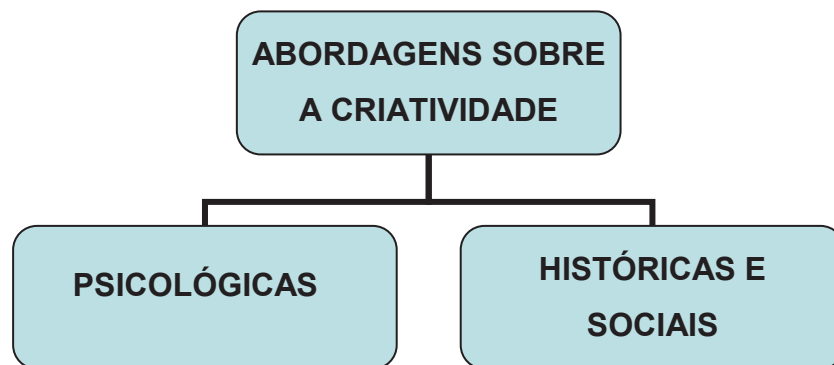 ABORDAGENS SOBRE
A CRIATIVIDADE
PSICOLÓGICAS
HISTÓRICAS E
SOCIAIS